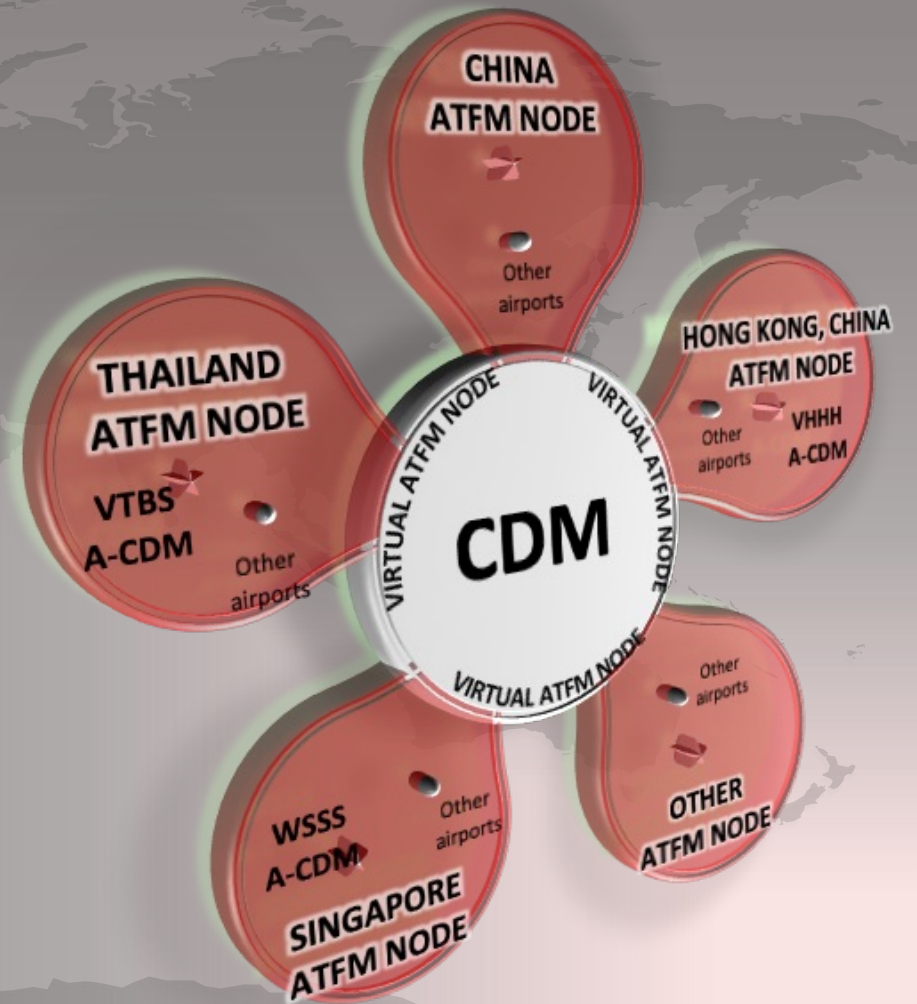 CHINA
ATFM NODE
Other
airports
HONG KONG, CHINA
ATFM NODE
Other
airports
VHHH
A-CDM
THAILAND
ATFM NODE
VTBS
A-CDM
Other
airports
VIRTUAL ATFM NODE
VIRTUAL ATFM NODE
CDM
VIRTUAL ATFM NODE
Other
airports
OTHER
ATFM NODE
WSSS
A-CDM
Other
airports
SINGAPORE
ATFM NODE